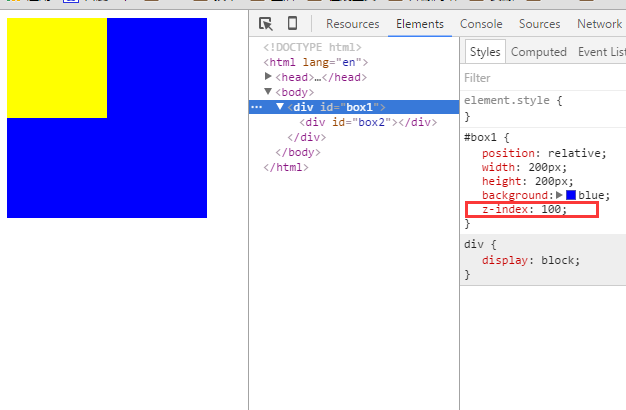 Resources Elements Console Sources Network
<!DOCTYPE html>
<html lang="en">
▶<head>…</head>
▼<body>
… ▼<div id="box1">
<div id="box2"></div>
</div>
</body>
</html>
Styles Computed Event List
Filter
element.style {
}
#box1 {
position: relative;
width: 200px;
height: 200px;
background:▶blue;
z-index: 100;
}
div {
display: block;
}